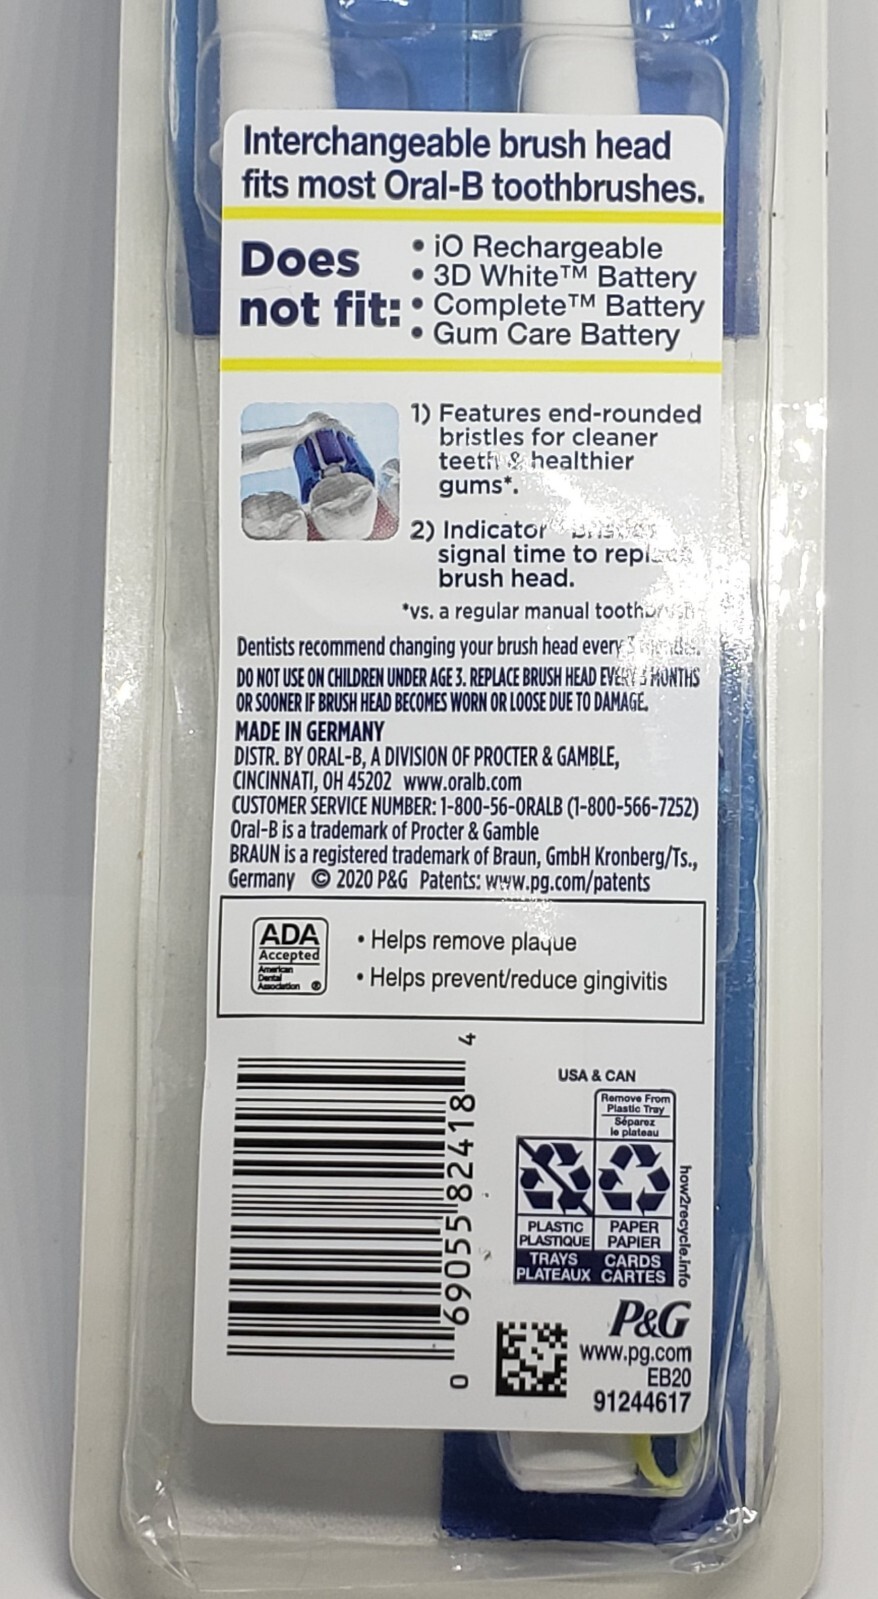 Interchangeable brush head
fits most Oral-B toothbrushes.
Does
not fit:
• iO Rechargeable
• 3D White™ Battery
• Complete™ Battery
• Gum Care Battery
1) Features end-rounded
bristles for cleaner
teeth & healthier
gums*.
2) Indicator
signal time to replace
brush head.
*vs. a regular manual toothbrush
Dentists recommend changing your brush head every 3
DO NOT USE ON CHILDREN UNDER AGE 3. REPLACE BRUSH HEAD EVERY 3 MONTHS
OR SOONER IF BRUSH HEAD BECOMES WORN OR LOOSE DUE TO DAMAGE.
MADE IN GERMANY
DISTR. BY ORAL-B, A DIVISION OF PROCTER & GAMBLE,
CINCINNATI, OH 45202 www.oralb.com
CUSTOMER SERVICE NUMBER: 1-800-56-ORALB (1-800-566-7252)
Oral-B is a trademark of Procter & Gamble
BRAUN is a registered trademark of Braun, GmbH Kronberg/Ts.,
Germany © 2020 P&G Patents: www.pg.com/patents
ADA
Accepted
American
Dental
Association ®
• Helps remove plaque
• Helps prevent/reduce gingivitis
0 69055 82418 4
USA & CAN
Remove From
Plastic Tray
Séparez
le plateau
PLASTIC
PLASTIQUE
TRAYS
PLATEAUX
PAPER
PAPIER
CARDS
CARTES
how2recycle.info
P&G
www.pg.com
EB20
91244617